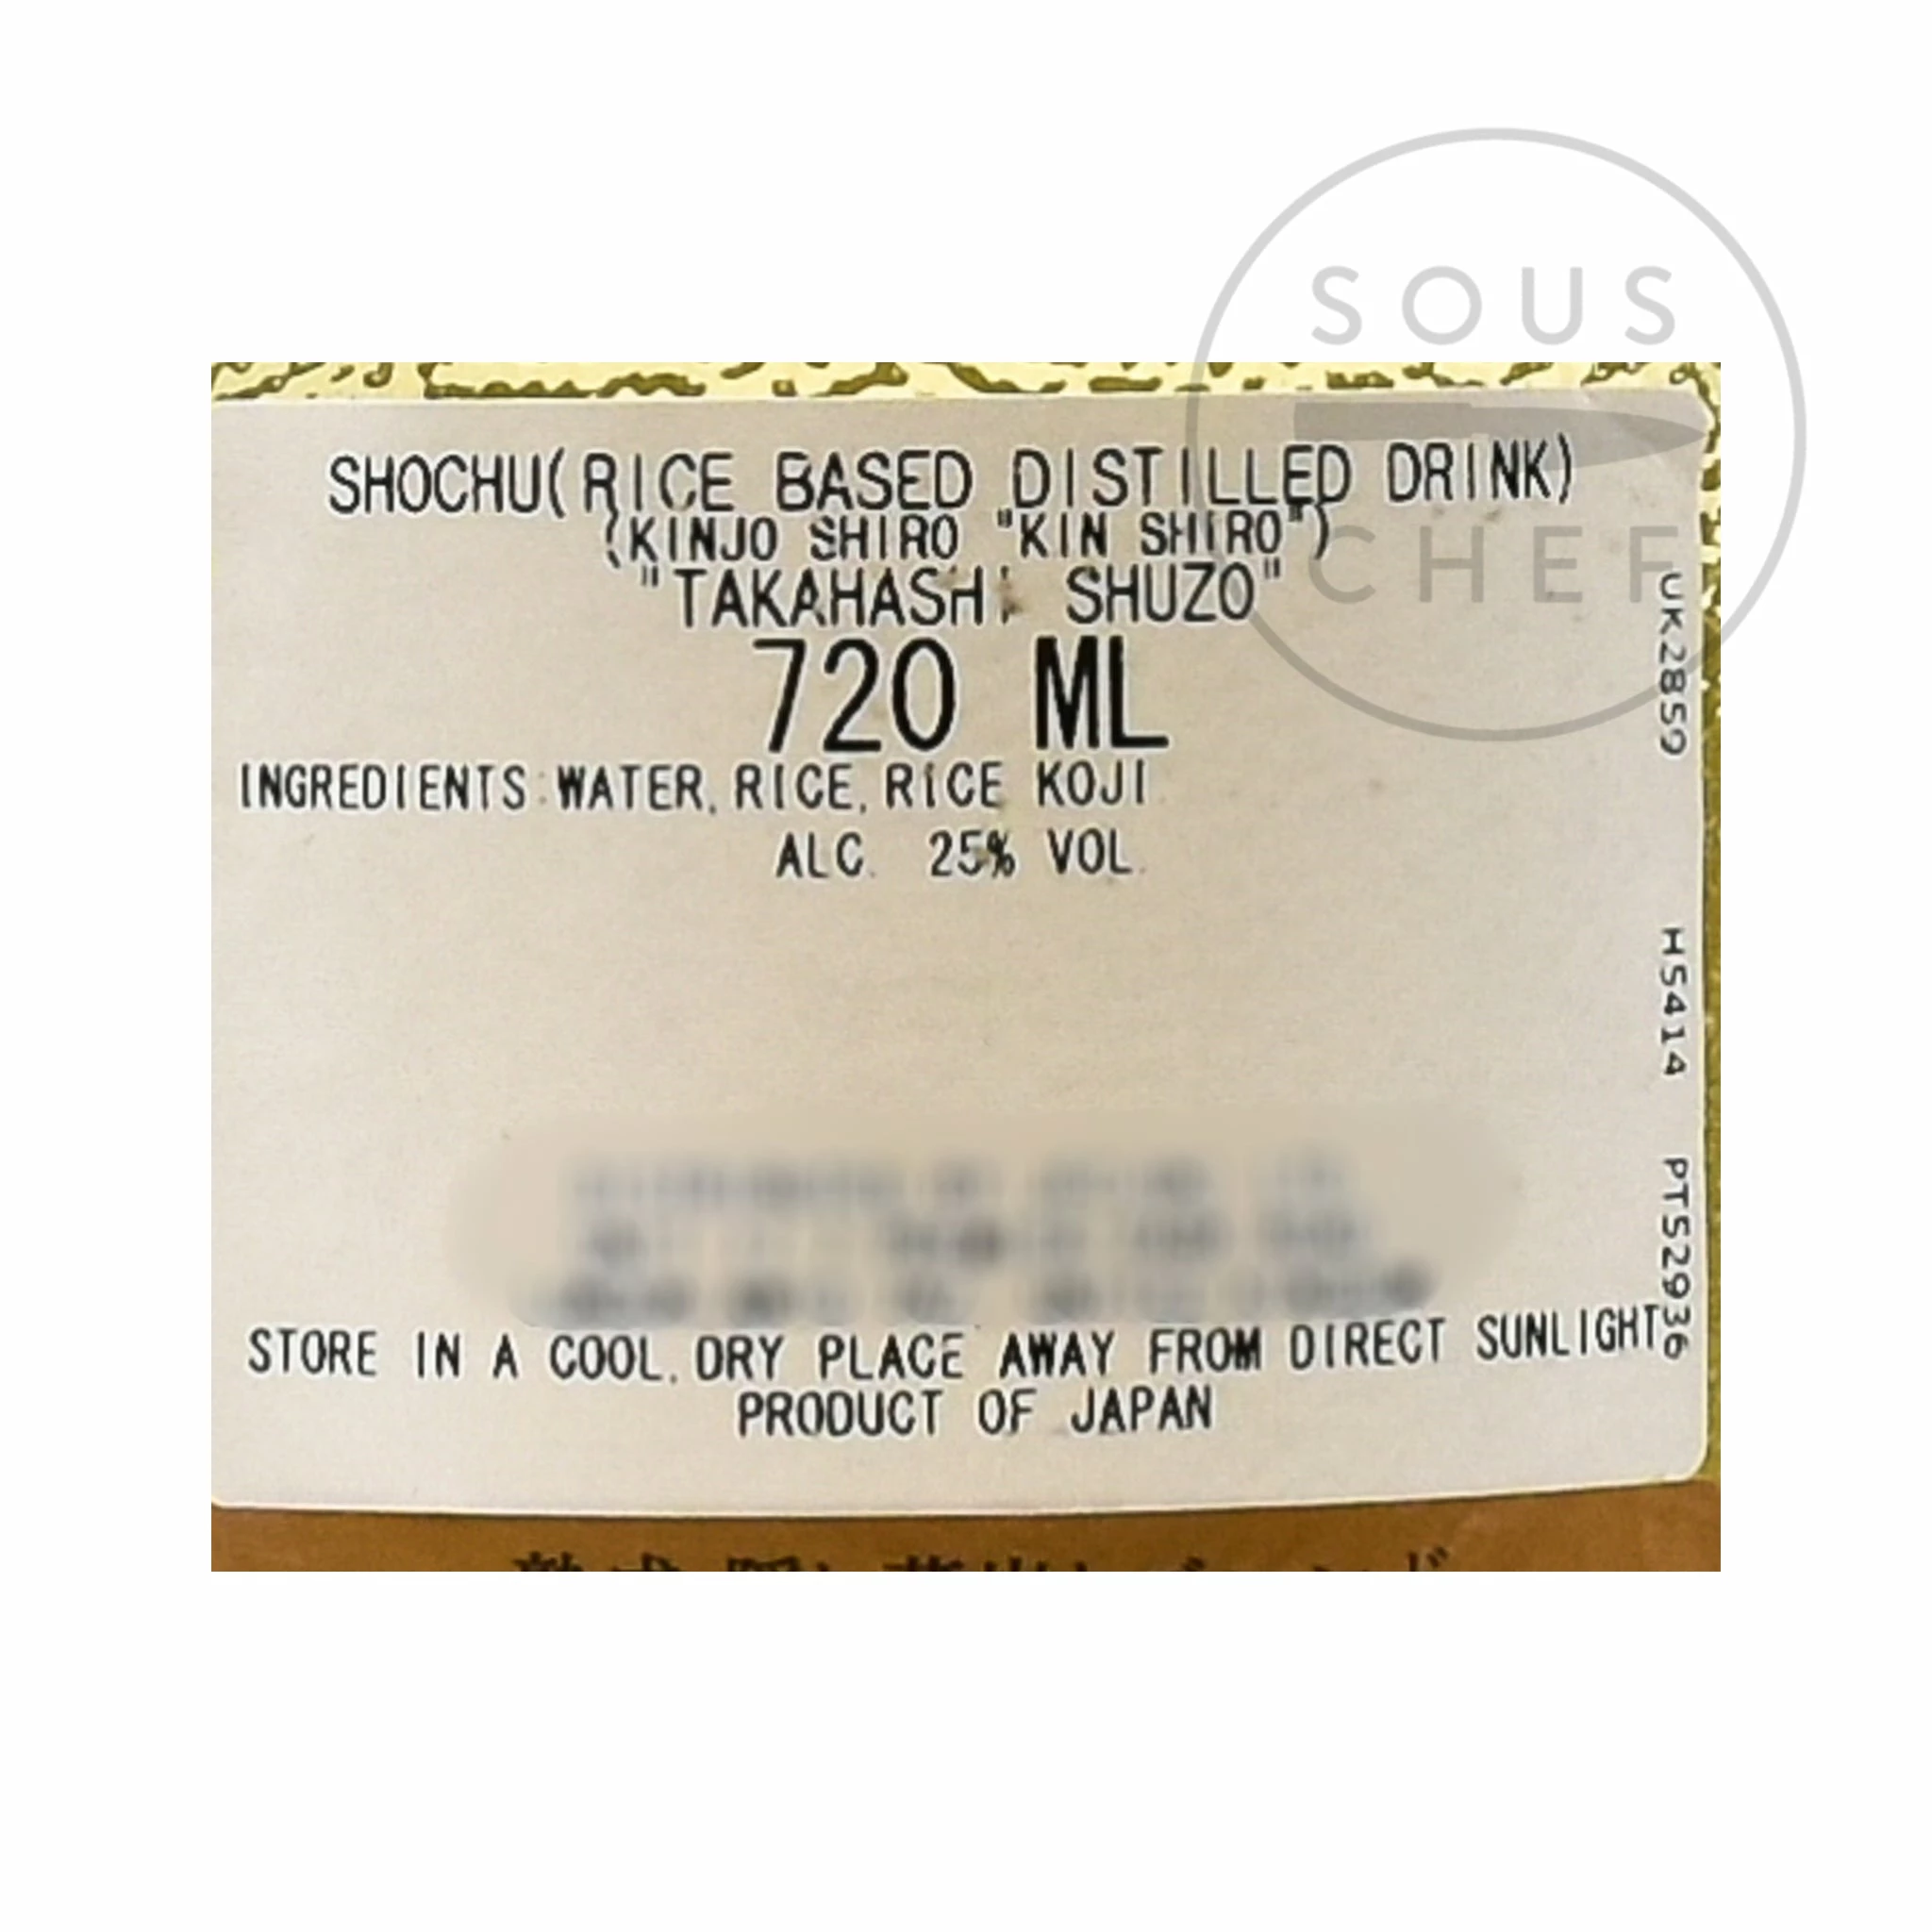 SOUS
CHEF
SHOCHU(RICE BASED DISTILLED DRINK)
(KINJO SHIRO "KIN SHIRO")
"TAKAHASHI SHUZO"
720 ML
INGREDIENTS:WATER, RICE, RICE KOJI
ALC. 25% VOL.
STORE IN A COOL, DRY PLACE AWAY FROM DIRECT SUNLIGHT
PRODUCT OF JAPAN
UK2859 H5414 PT52936